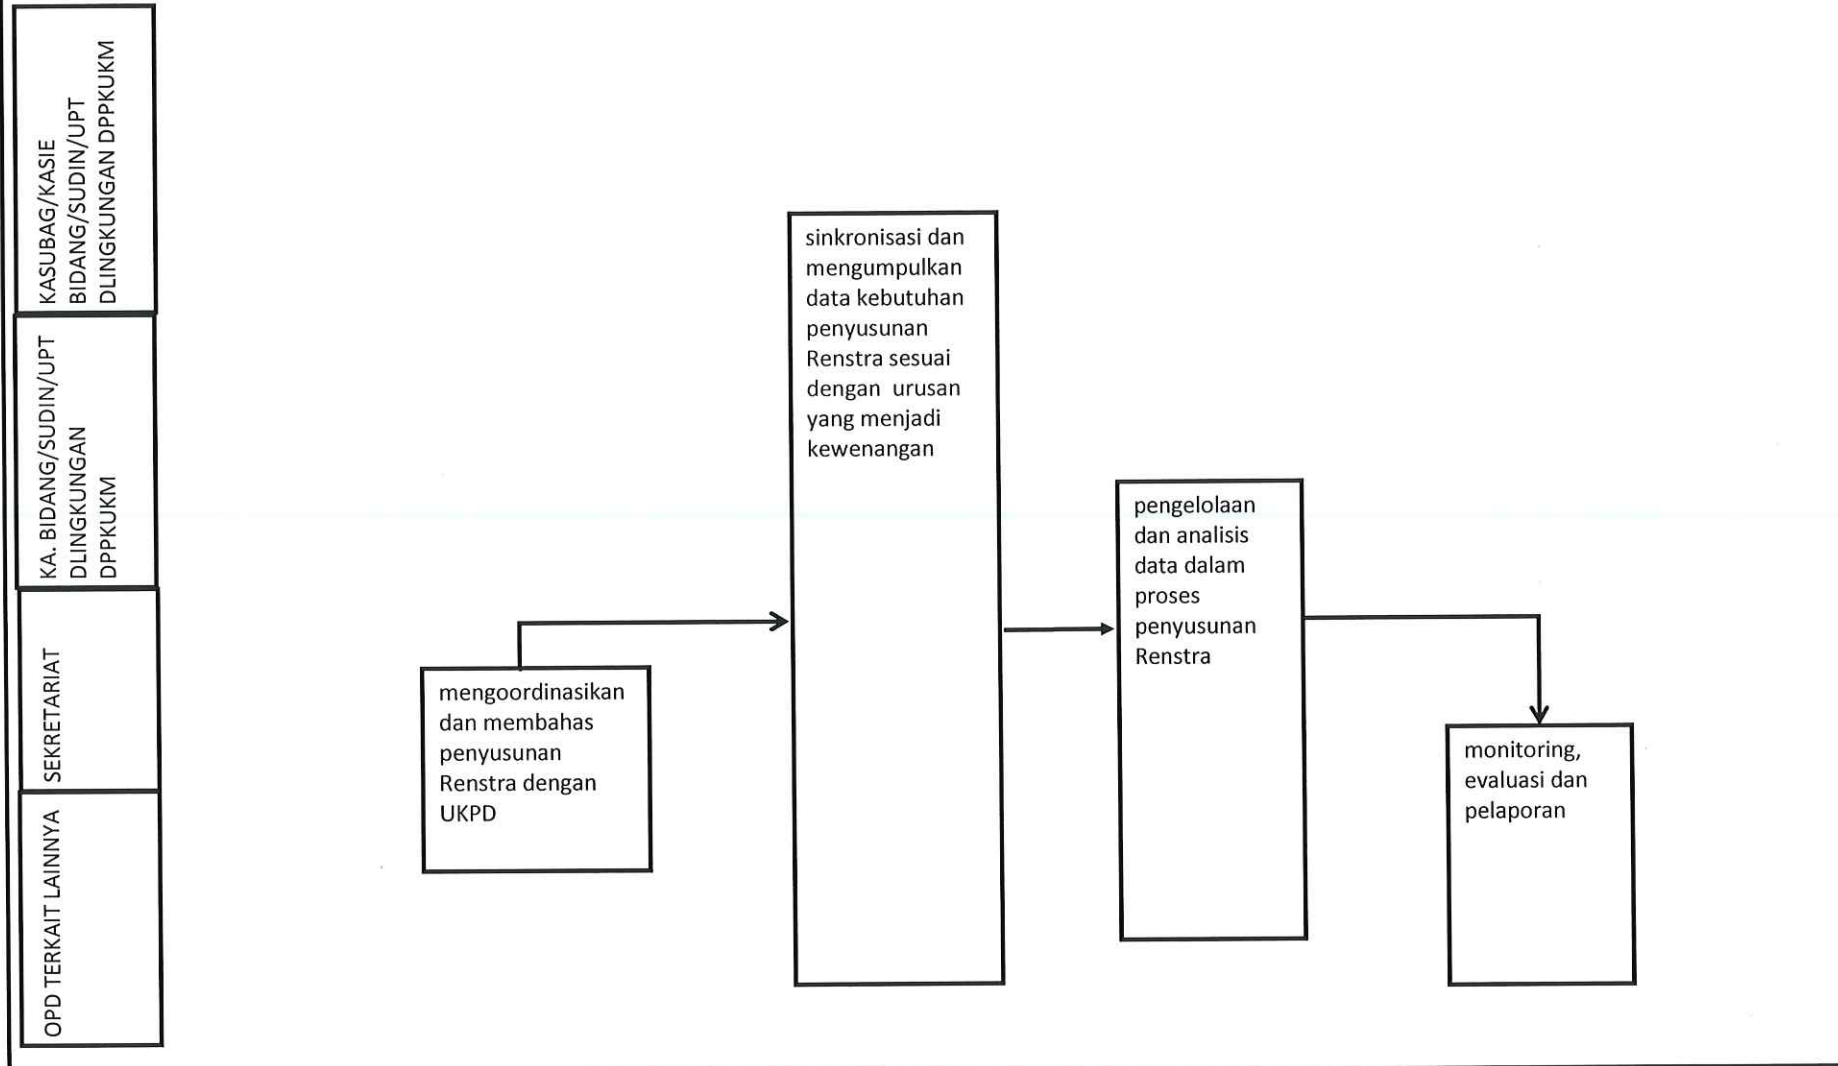 KASUBAG/KASIE
BIDANG/SUDIN/UPT
DLINGKUNGAN DPPKUKM
KA. BIDANG/SUDIN/UPT
DLINGKUNGAN
DPPKUKM
SEKRETARIAT
OPD TERKAIT LAINNYA
mengoordinasikan
dan membahas
penyusunan
Renstra dengan
UKPD
sinkronisasi dan
mengumpulkan
data kebutuhan
penyusunan
Renstra sesuai
dengan  urusan
yang menjadi
kewenangan
pengelolaan
dan analisis
data dalam
proses
penyusunan
Renstra
monitoring,
evaluasi dan
pelaporan